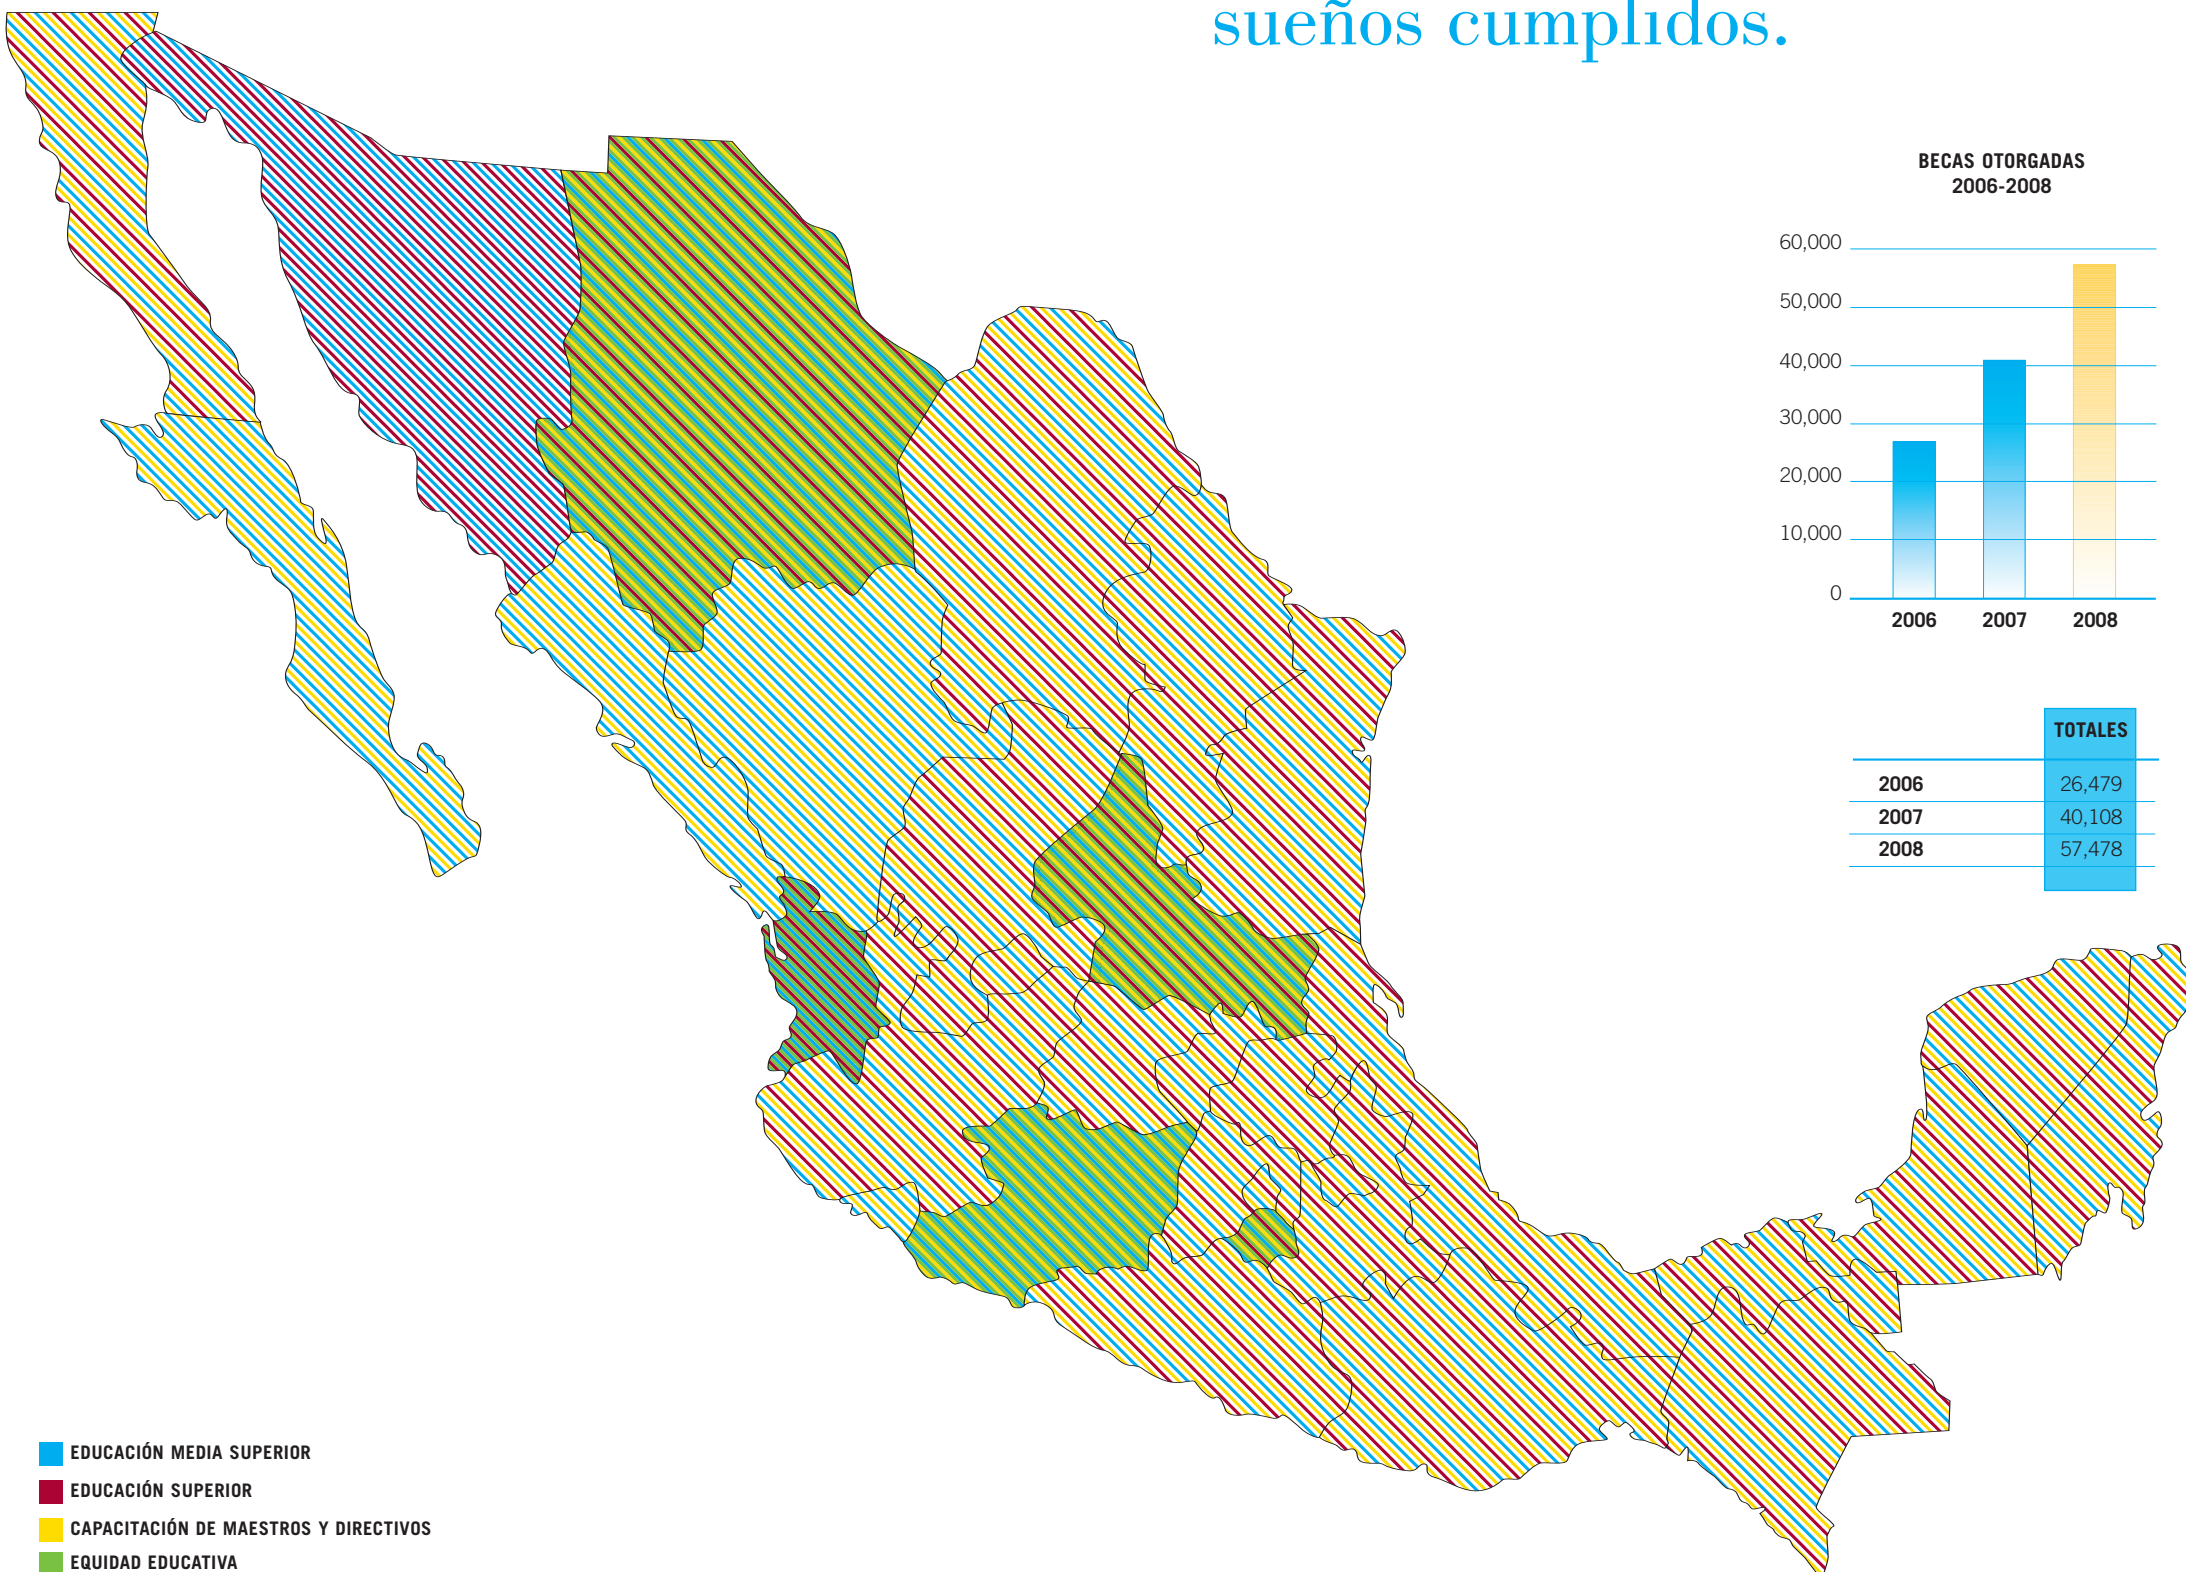 sueños cumplidos.
BECAS OTORGADAS
2006-2008
60,000
50,000
40,000
30,000
20,000
10,000
0
2006 2007 2008
TOTALES
2006 26,479
2007 40,108
2008 57,478
EDUCACIÓN MEDIA SUPERIOR
EDUCACIÓN SUPERIOR
CAPACITACIÓN DE MAESTROS Y DIRECTIVOS
EQUIDAD EDUCATIVA